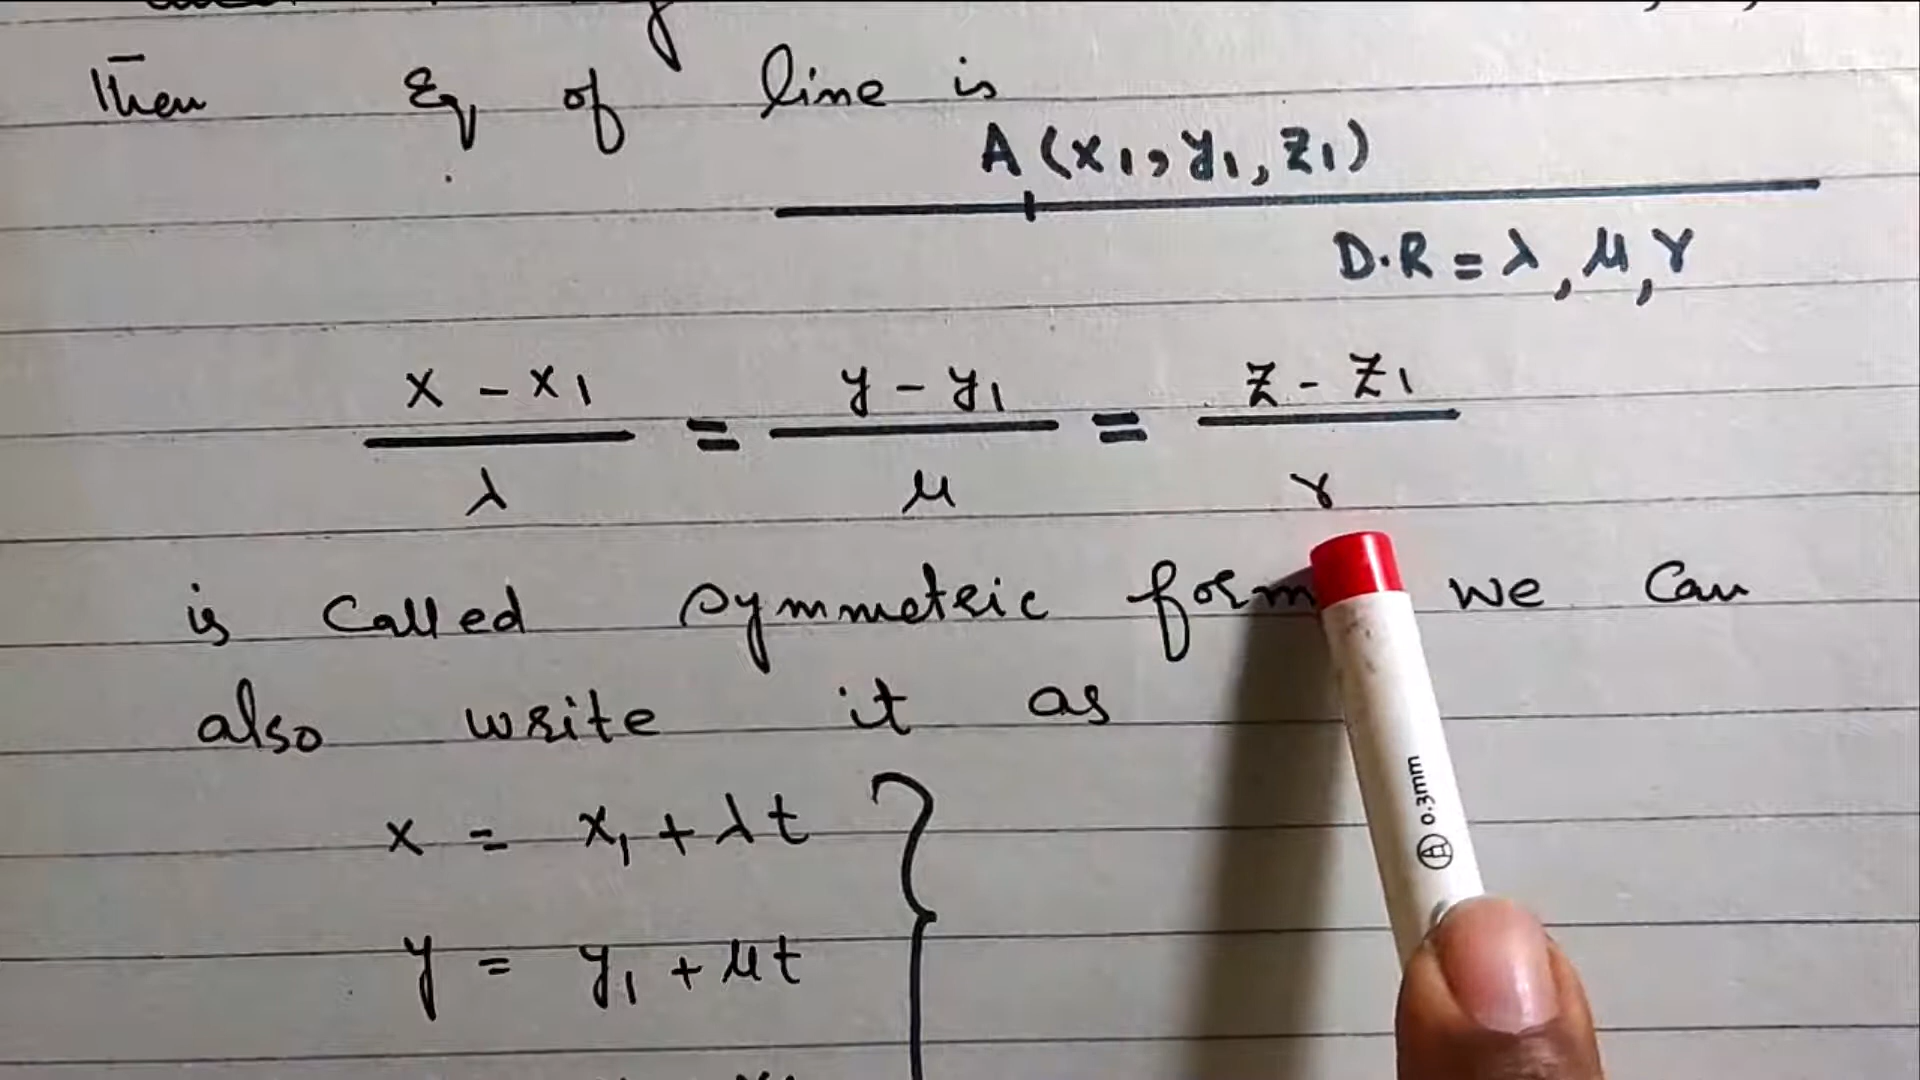 Then Eq of line is
A (x1, y1, z1)
D.R = λ, μ, γ
x - x1 / λ = y - y1 / μ = z - z1 / γ
is called symmetric form we can
also write it as
x = x1 + λt
y = y1 + μt
0.3mm